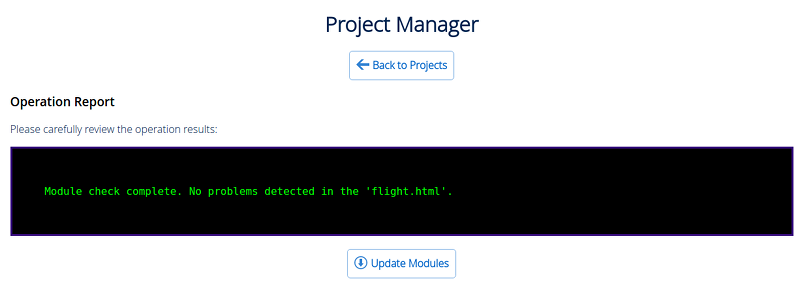 Project Manager
Back to Projects
Operation Report
Please carefully review the operation results:
Module check complete. No problems detected in the 'flight.html'.
Update Modules